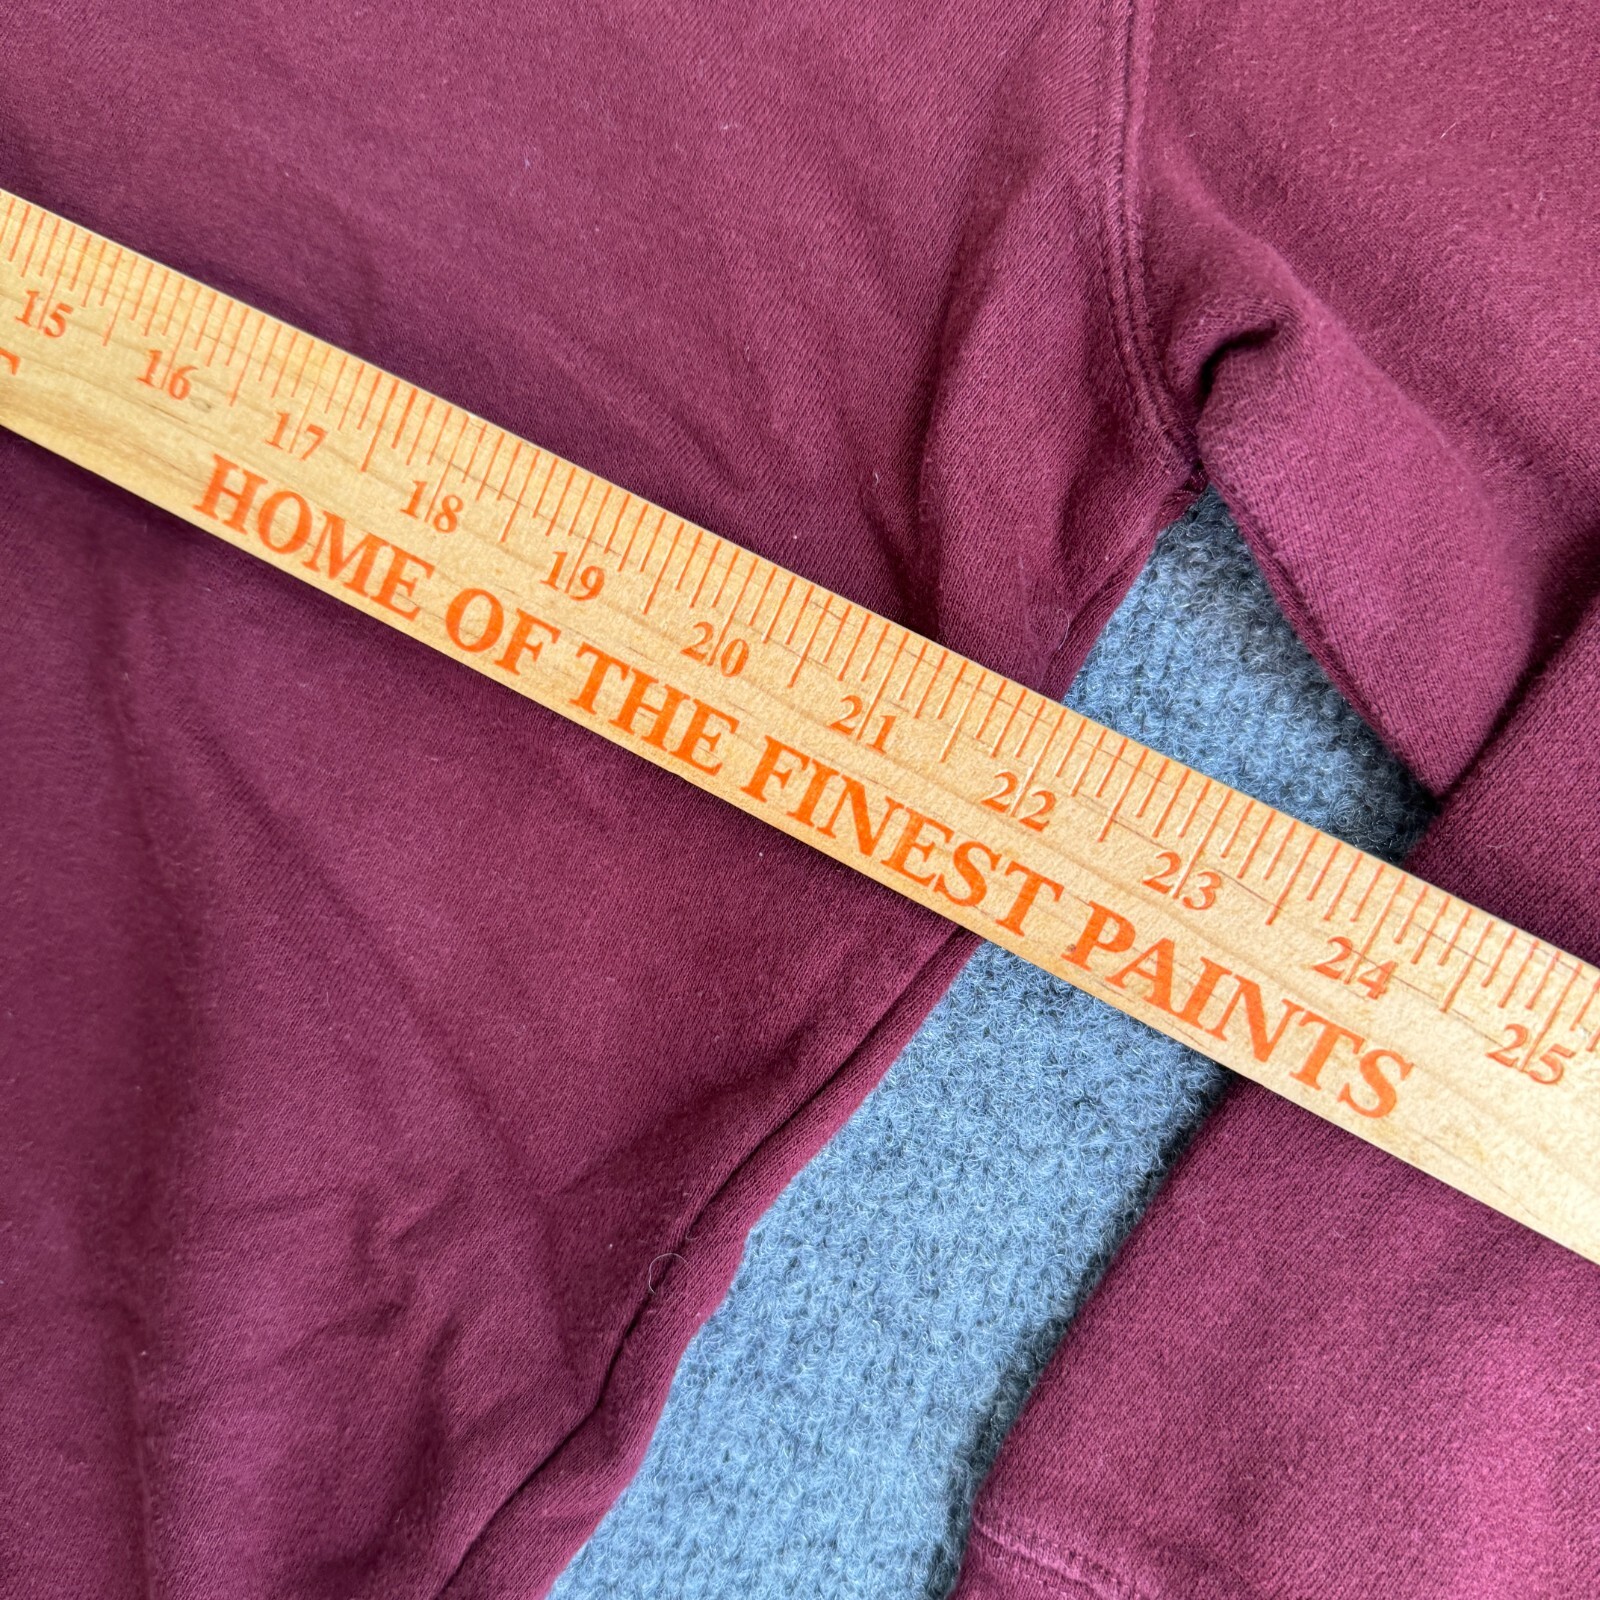 15 16 17 18 19 20 21 22 23 24 25
HOME OF THE FINEST PAINTS